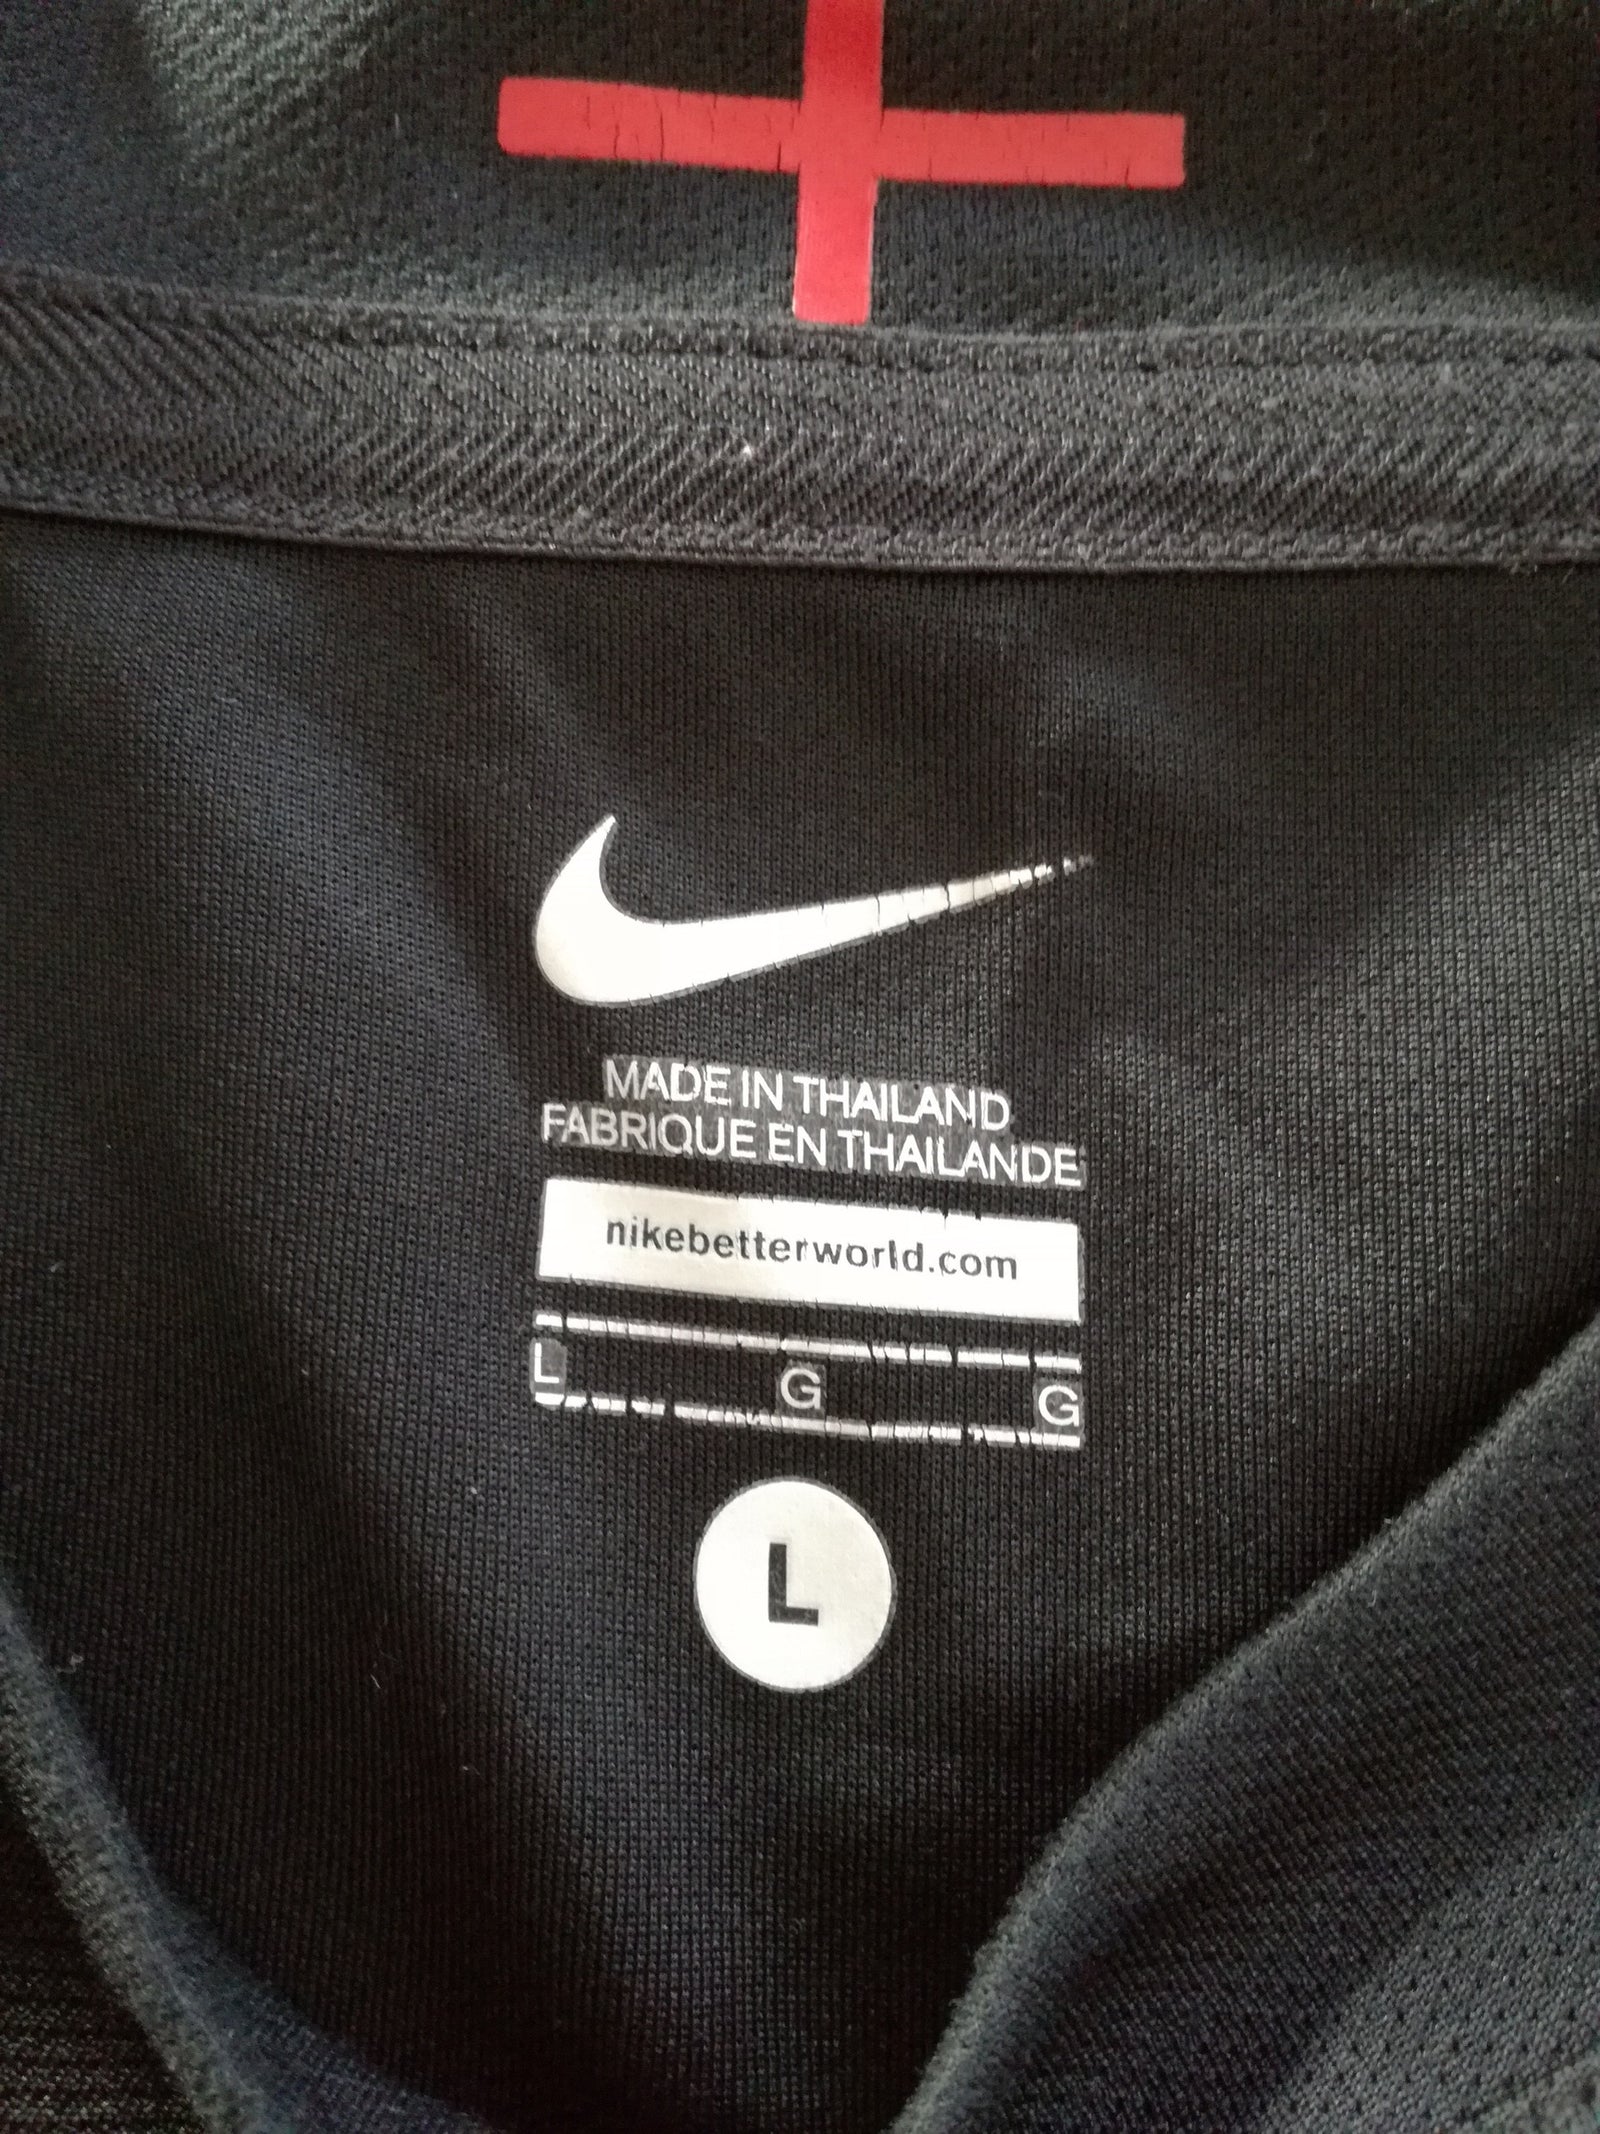 MADE IN THAILAND
FABRIQUE EN THAILANDE
nikebetterworld.com
L G G
L